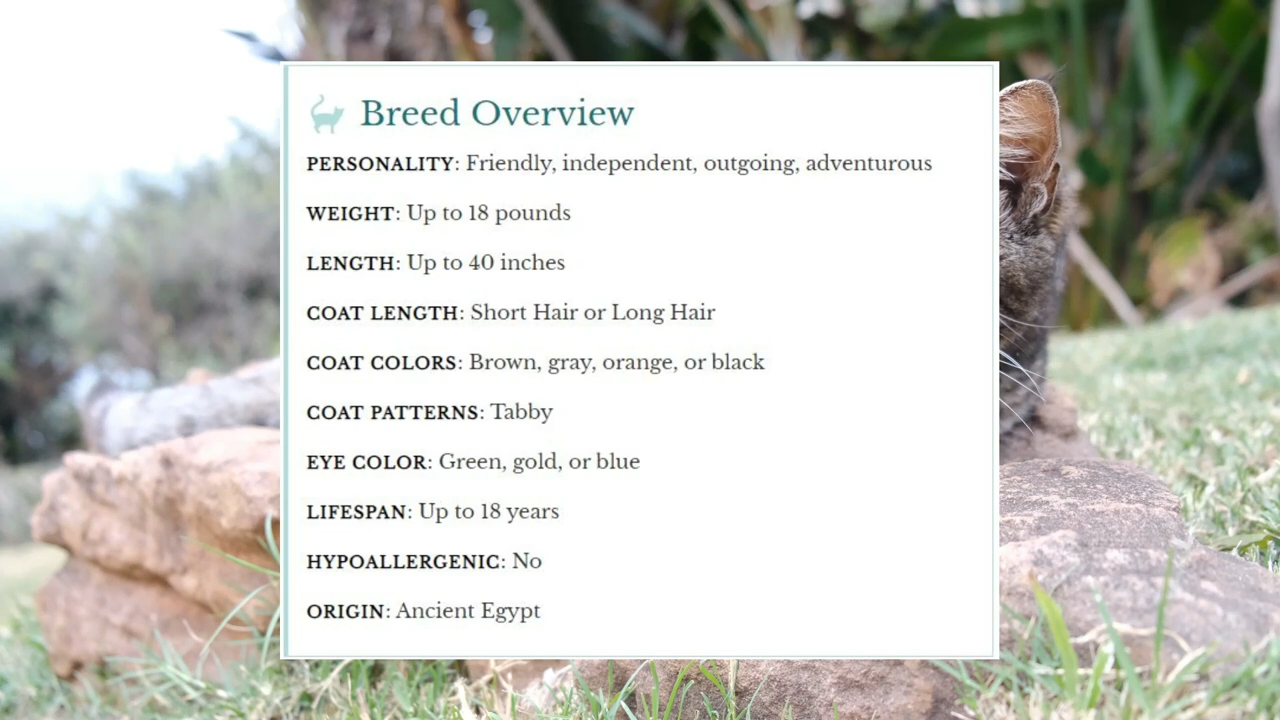 Breed Overview
PERSONALITY: Friendly, independent, outgoing, adventurous
WEIGHT: Up to 18 pounds
LENGTH: Up to 40 inches
COAT LENGTH: Short Hair or Long Hair
COAT COLORS: Brown, gray, orange, or black
COAT PATTERNS: Tabby
EYE COLOR: Green, gold, or blue
LIFESPAN: Up to 18 years
HYPOALLERGENIC: No
ORIGIN: Ancient Egypt